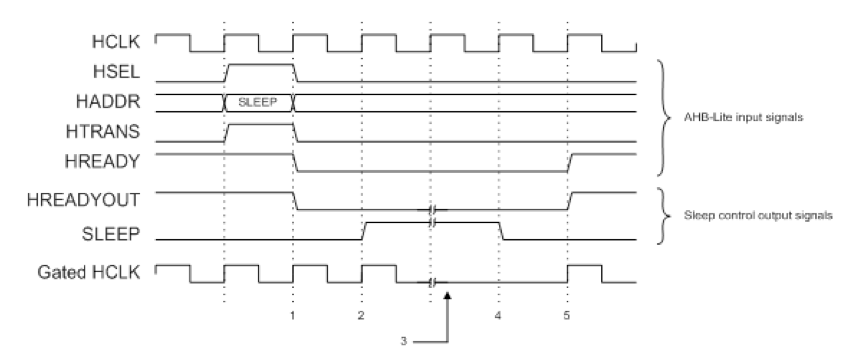 HCLK
HSEL
HADDR SLEEP
HTRANS
HREADY
AHB-Lite input signals
HREADYOUT
SLEEP
Sleep control output signals
Gated HCLK
1 2 4 5
3